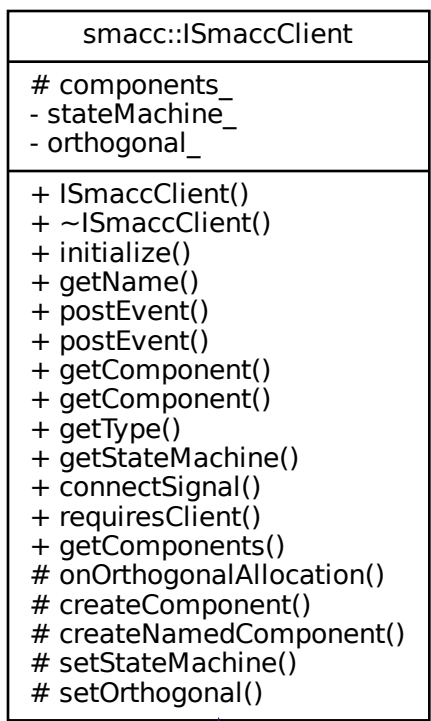 smacc::ISmaccClient
# components_
- stateMachine_
- orthogonal_
+ ISmaccClient()
+ ~ISmaccClient()
+ initialize()
+ getName()
+ postEvent()
+ postEvent()
+ getComponent()
+ getComponent()
+ getType()
+ getStateMachine()
+ connectSignal()
+ requiresClient()
+ getComponents()
# onOrthogonalAllocation()
# createComponent()
# createNamedComponent()
# setStateMachine()
# setOrthogonal()